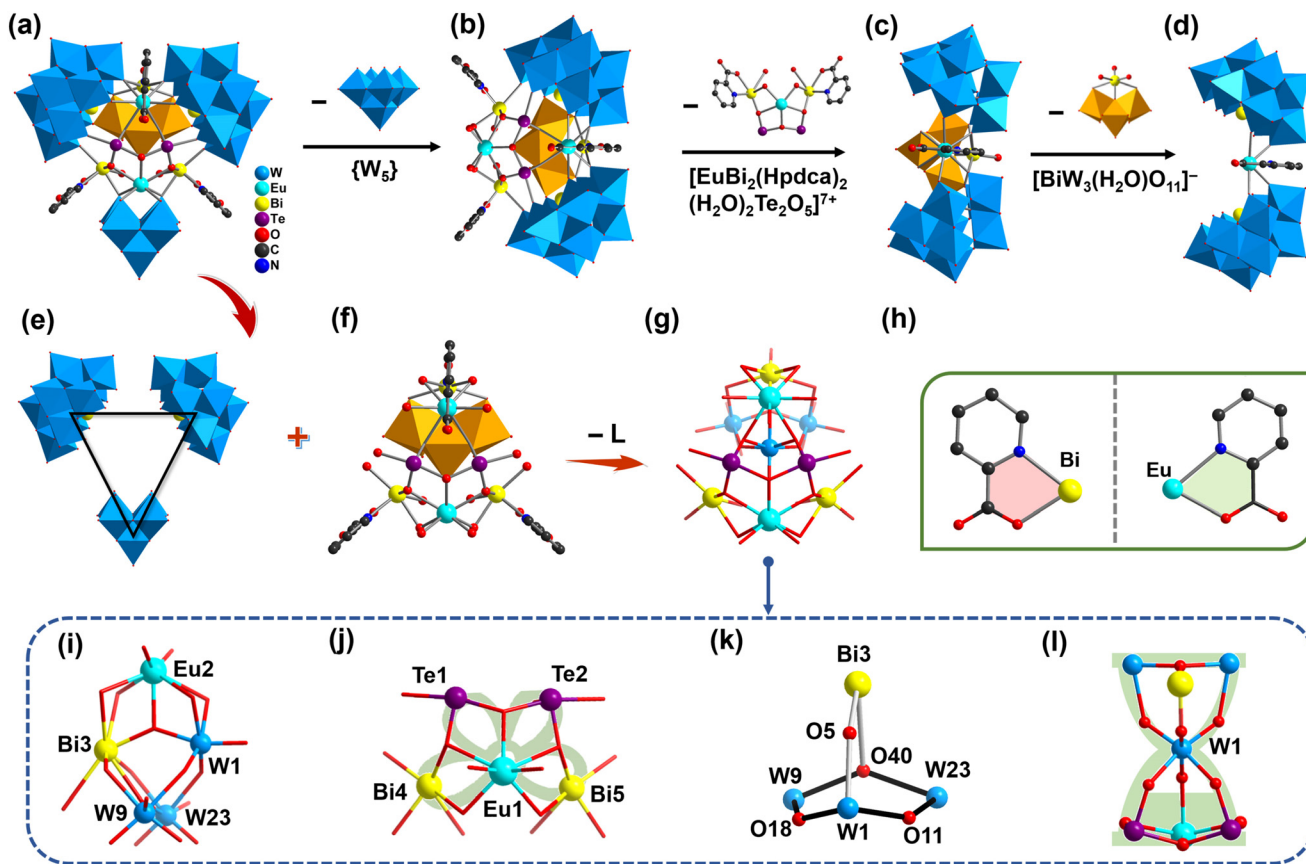 (a)
(b)
(c)
(d)
−
{W₅}
−
[EuBi₂(Hpdca)₂
(H₂O)₂Te₂O₅]⁷⁺
−
[BiW₃(H₂O)O₁₁]⁻
W
Eu
Bi
Te
O
C
N
(e)
+
(f)
− L
(g)
(h)
Bi
Eu
(i)
Eu2
Bi3
W1
W9
W23
(j)
Te1
Te2
Bi4
Eu1
Bi5
(k)
Bi3
O5
O40
W9
W23
O18
W1
O11
(l)
W1